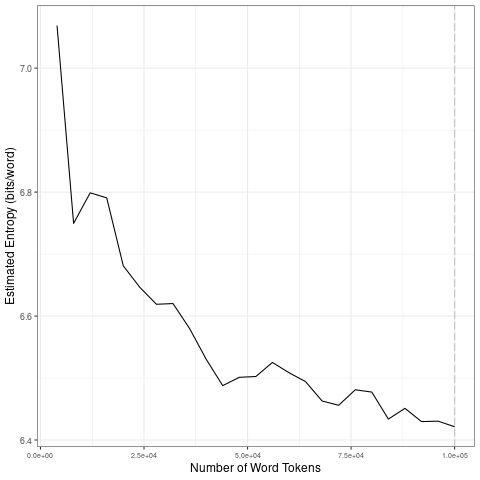 Estimated Entropy (bits/word)
7.0
6.8
6.6
6.4
0.0e+00 2.5e+04 5.0e+04 7.5e+04 1.0e+05
Number of Word Tokens